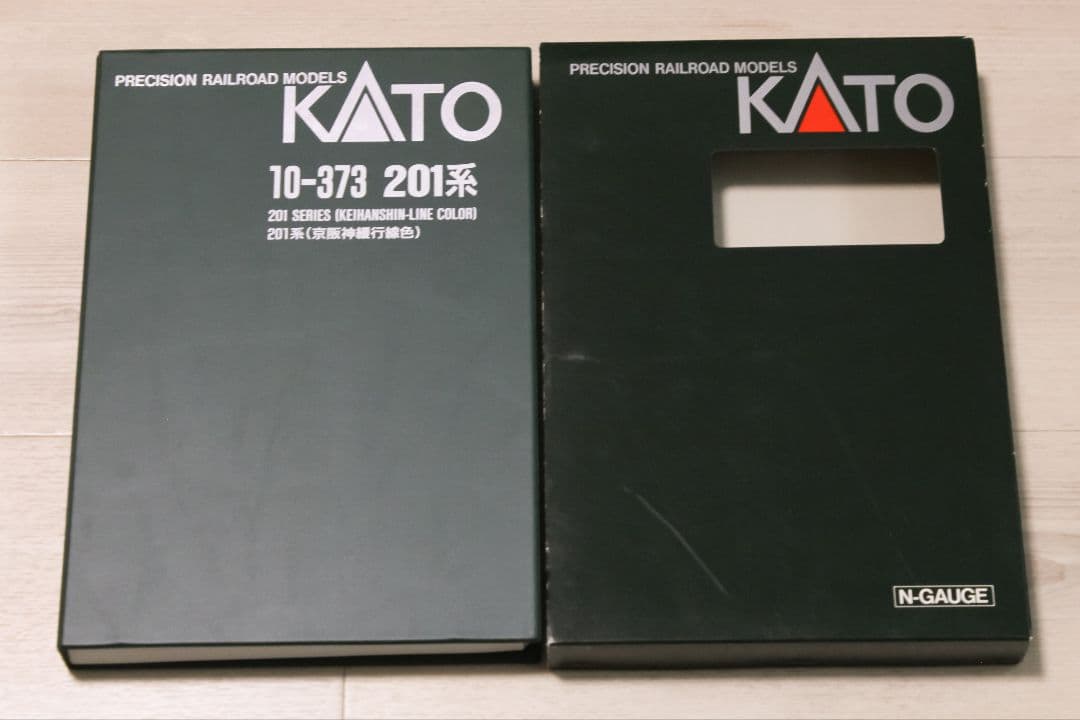 PRECISION RAILROAD MODELS
KATO
10-373 201系
201 SERIES (KEIHANSHIN-LINE COLOR)
201系(京阪神緩行線色)
PRECISION RAILROAD MODELS
KATO
N-GAUGE